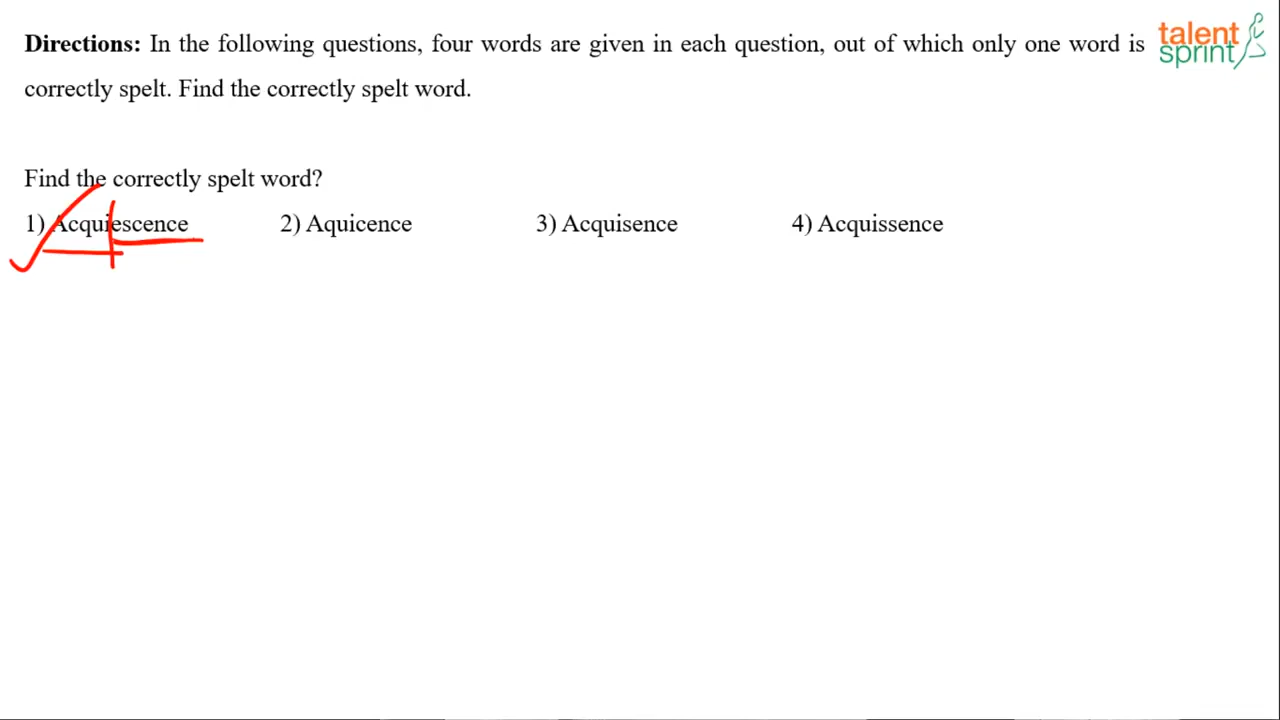 Directions: In the following questions, four words are given in each question, out of which only one word is
correctly spelt. Find the correctly spelt word.
talent
sprint
Find the correctly spelt word?
1) Acquiescence 2) Aquicence 3) Acquisence 4) Acquissence